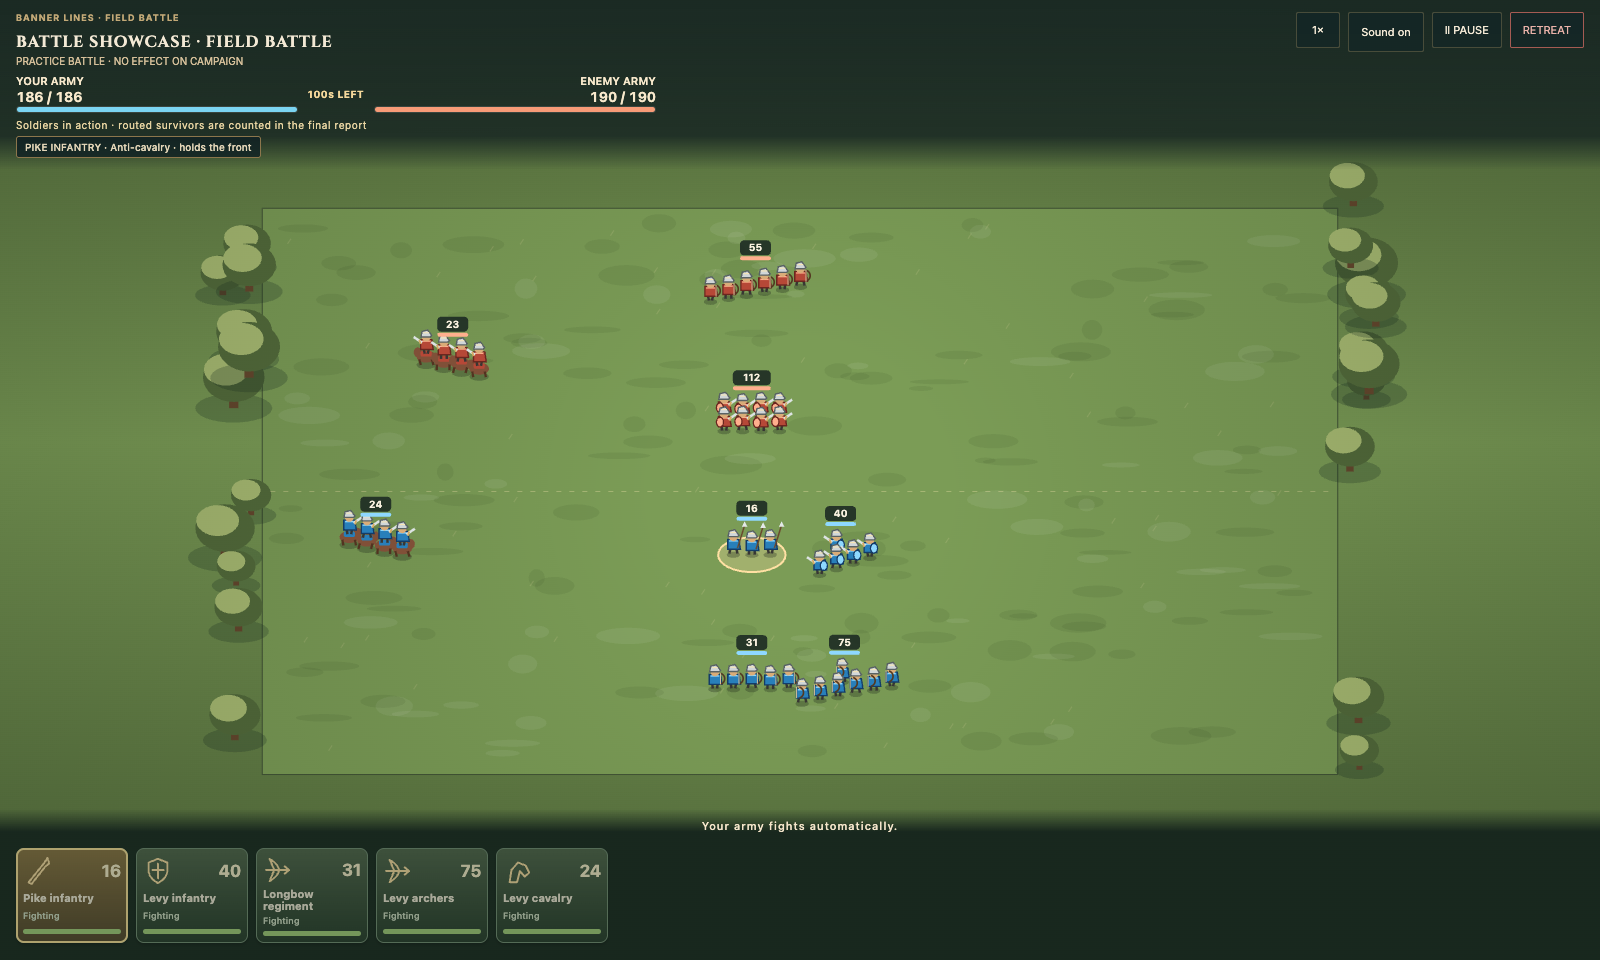 BANNER LINES · FIELD BATTLE
BATTLE SHOWCASE · FIELD BATTLE
PRACTICE BATTLE · NO EFFECT ON CAMPAIGN
YOUR ARMY
186 / 186
100s LEFT
ENEMY ARMY
190 / 190
Soldiers in action · routed survivors are counted in the final report
PIKE INFANTRY · Anti-cavalry · holds the front
1×
Sound on
II PAUSE
RETREAT
55
23
112
24
16
40
31
75
Your army fights automatically.
16
Pike infantry
Fighting
40
Levy infantry
Fighting
31
Longbow
regiment
Fighting
75
Levy archers
Fighting
24
Levy cavalry
Fighting